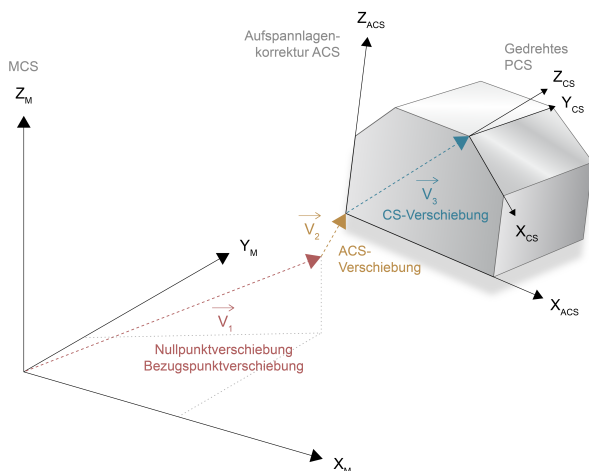 Z_ACS
Aufspannlagen-
korrektur ACS
Gedrehtes
PCS
MCS
Z_M
Z_CS
Y_CS
V_3
CS-Verschiebung
V_2
X_CS
Y_M
ACS-
Verschiebung
X_ACS
V_1
Nullpunktverschiebung
Bezugspunktverschiebung
X_M